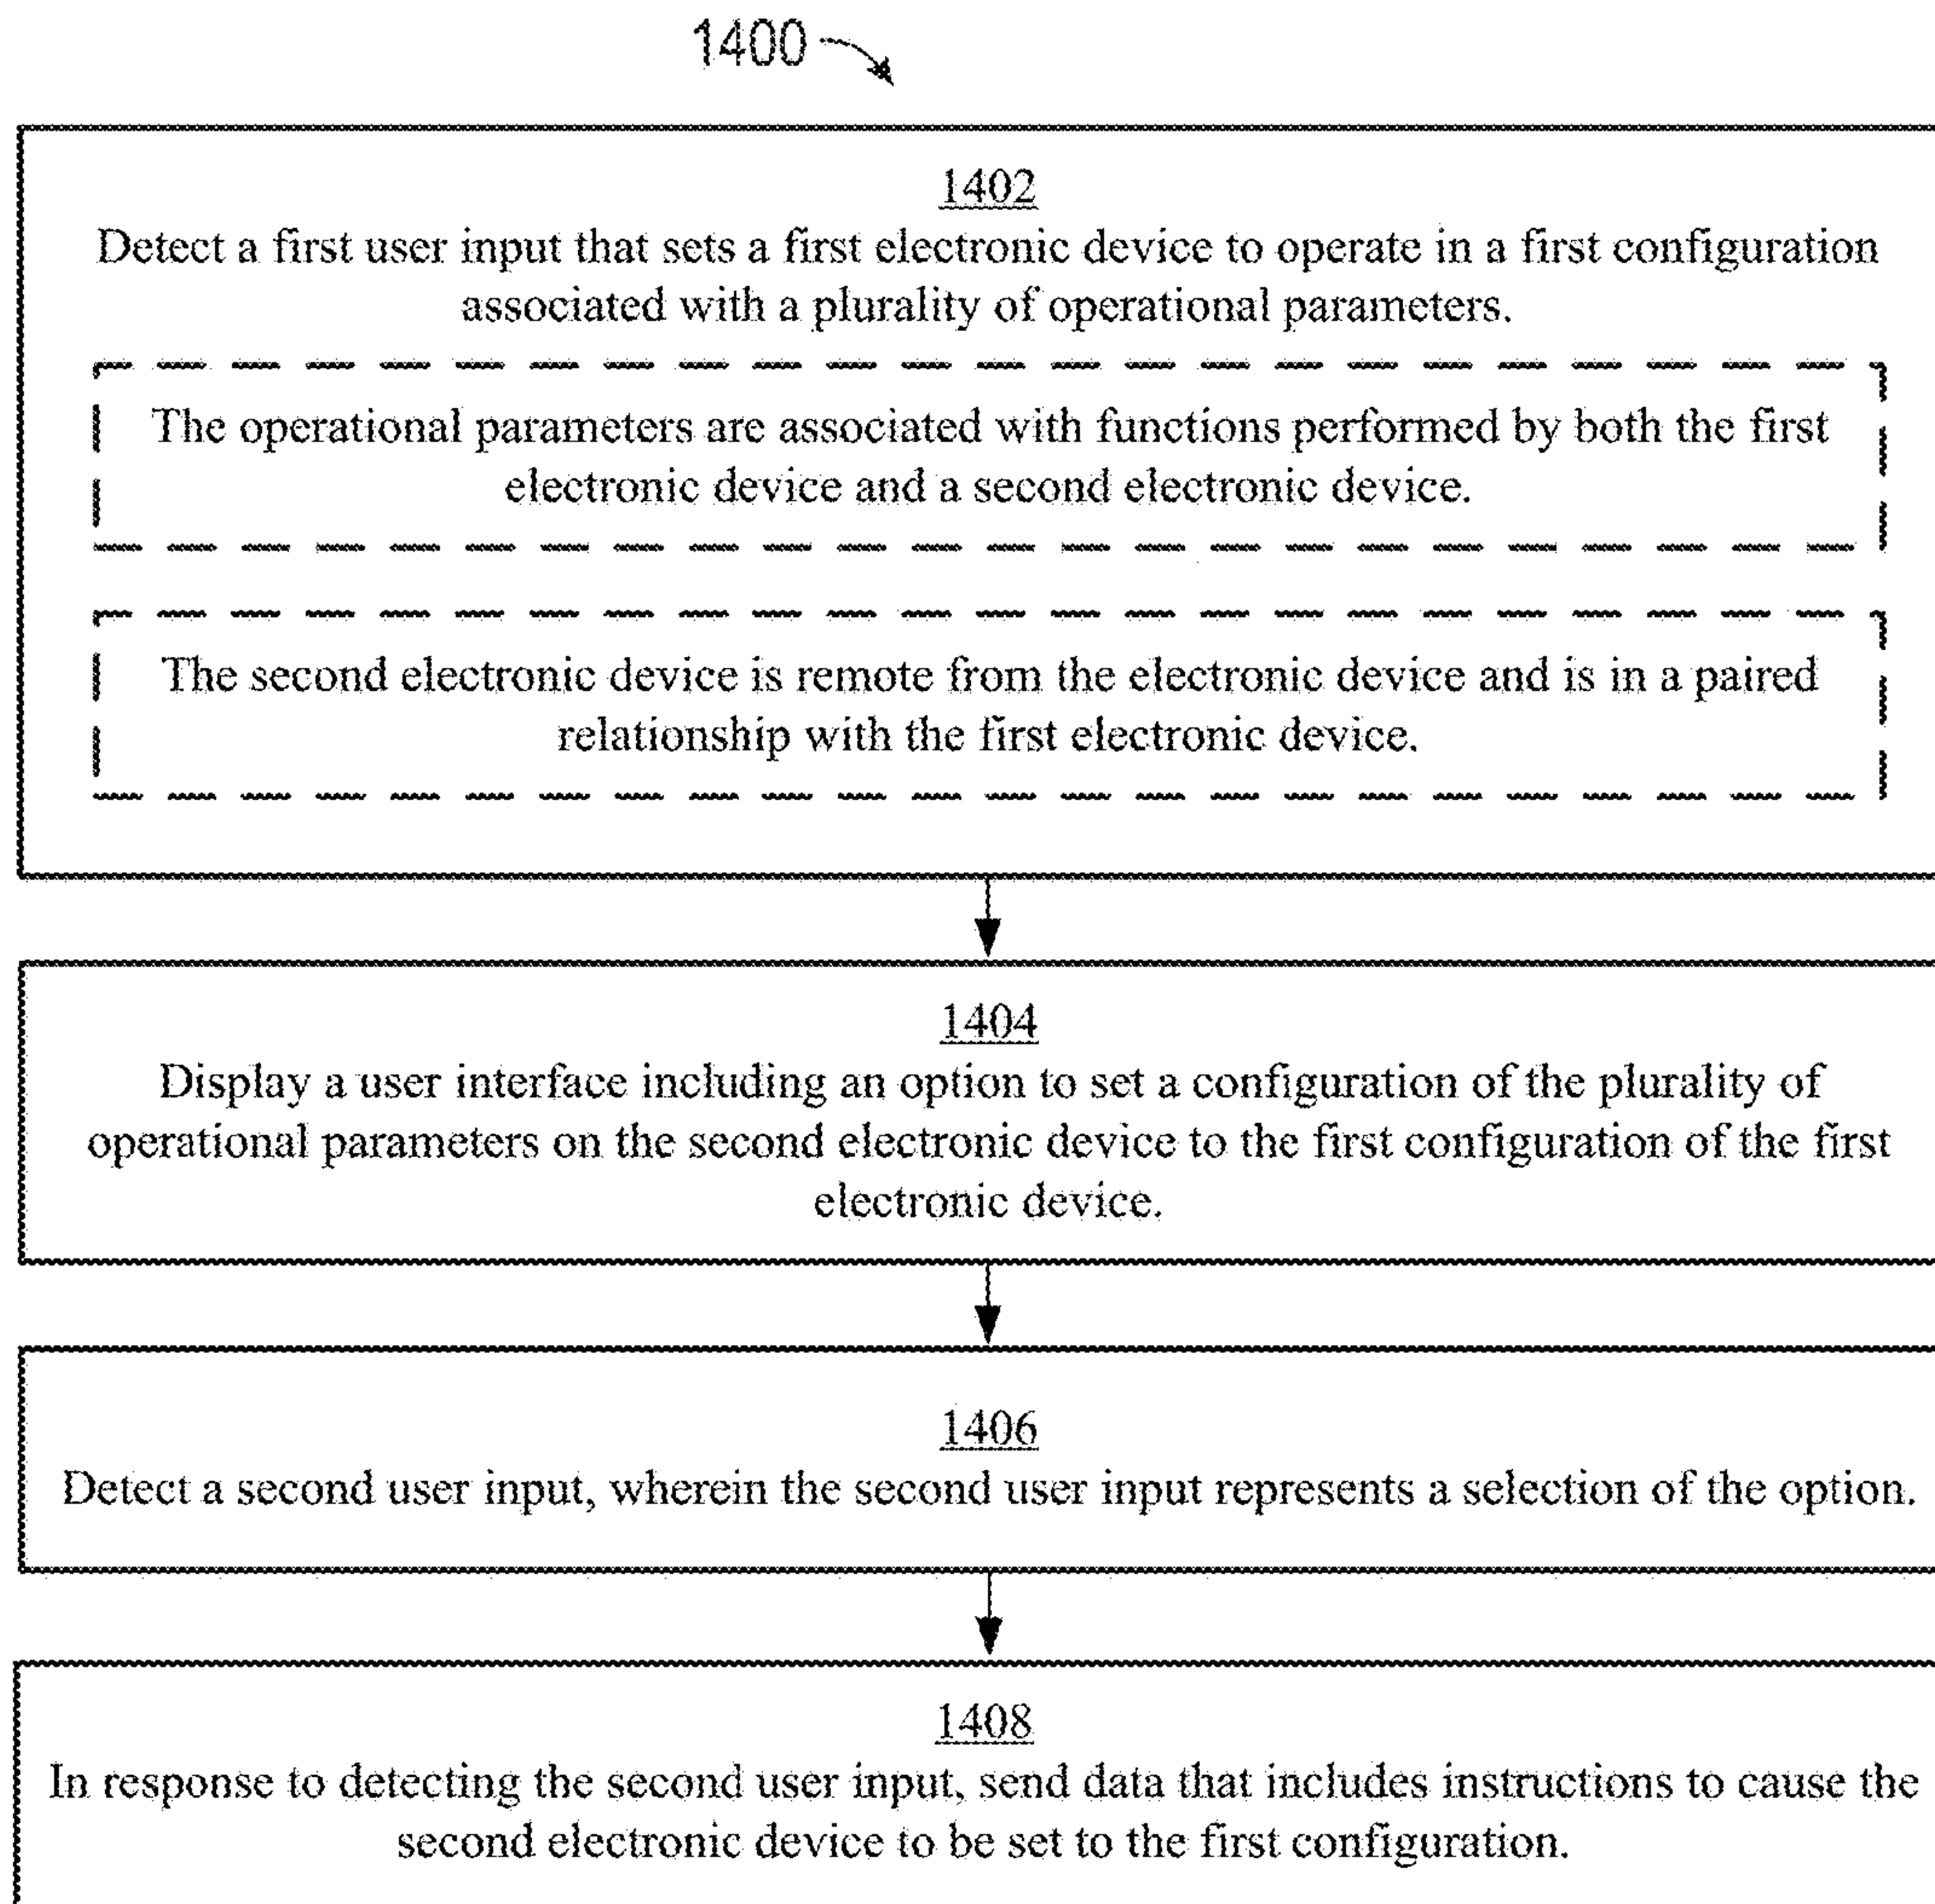 1400
1402
Detect a first user input that sets a first electronic device to operate in a first configuration
associated with a plurality of operational parameters.
The operational parameters are associated with functions performed by both the first
electronic device and a second electronic device.
The second electronic device is remote from the electronic device and is in a paired
relationship with the first electronic device.
1404
Display a user interface including an option to set a configuration of the plurality of
operational parameters on the second electronic device to the first configuration of the first
electronic device.
1406
Detect a second user input, wherein the second user input represents a selection of the option.
1408
In response to detecting the second user input, send data that includes instructions to cause the
second electronic device to be set to the first configuration.